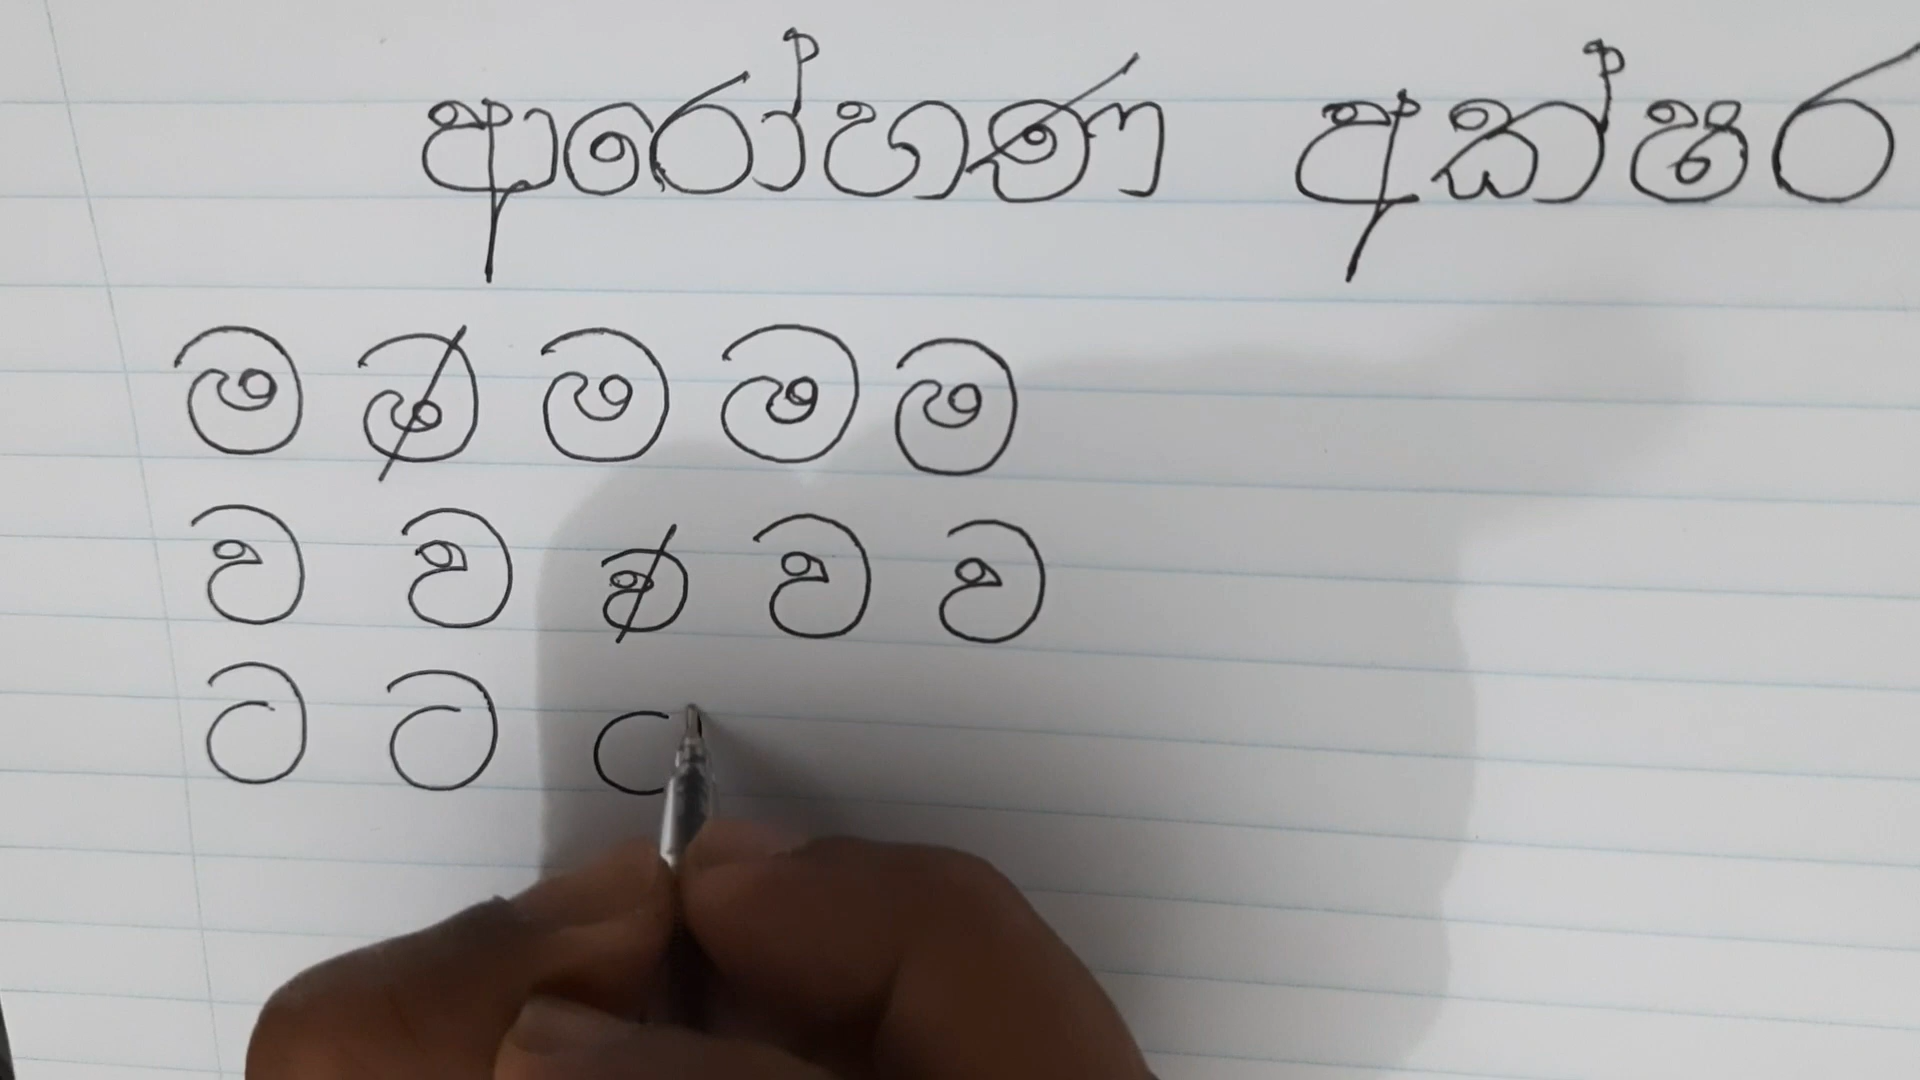 ආරෝහණ අක්ෂර
ම ම ම ම ම
ච ච ච ච ච
ට ට